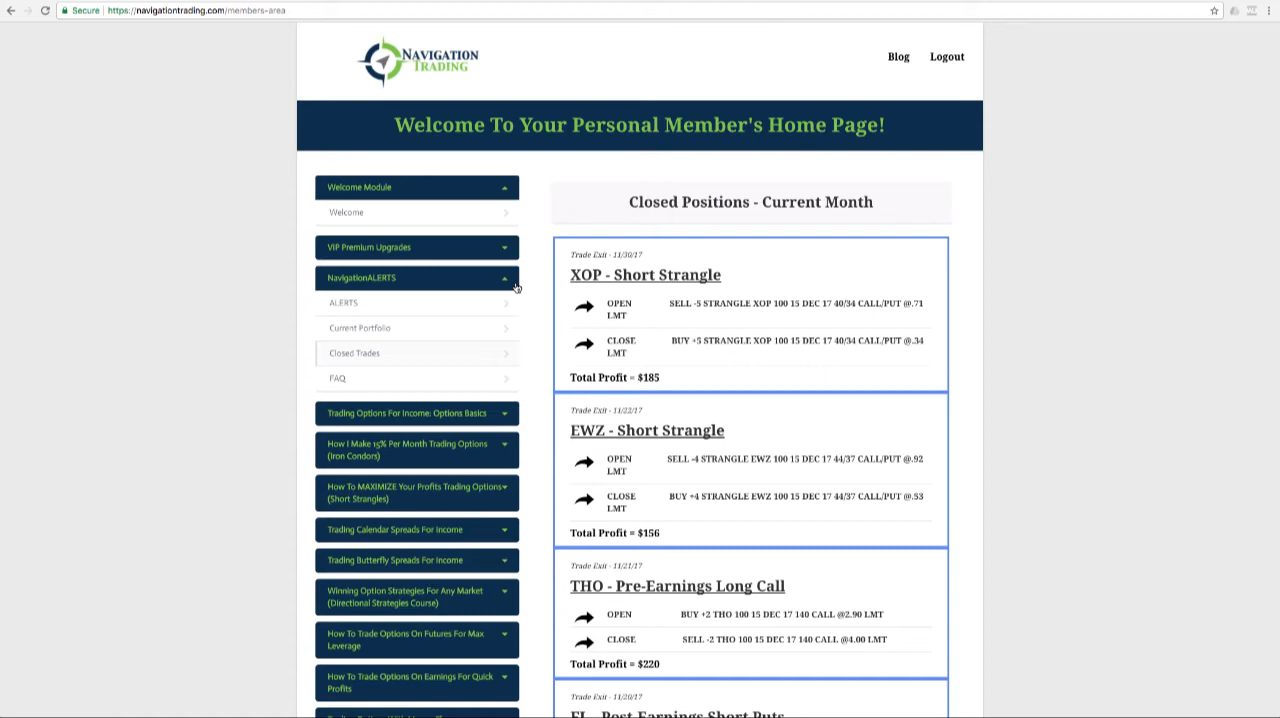 Secure https://navigationtrading.com/members-area
NAVIGATION
TRADING
Blog
Logout
Welcome To Your Personal Member's Home Page!
Welcome Module
Welcome
VIP Premium Upgrades
NavigationALERTS
ALERTS
Current Portfolio
Closed Trades
FAQ
Trading Options For Income: Options Basics
How I Make 15% Per Month Trading Options
(Iron Condors)
How To MAXIMIZE Your Profits Trading Options
(Short Strangles)
Trading Calendar Spreads For Income
Trading Butterfly Spreads For Income
Winning Option Strategies For Any Market
(Directional Strategies Course)
How To Trade Options On Futures For Max
Leverage
How To Trade Options On Earnings For Quick
Profits
Closed Positions - Current Month
Trade Exit - 11/30/17
XOP - Short Strangle
OPEN SELL -5 STRANGLE XOP 100 15 DEC 17 40/34 CALL/PUT @.71
LMT
CLOSE BUY +5 STRANGLE XOP 100 15 DEC 17 40/34 CALL/PUT @.34
LMT
Total Profit = $185
Trade Exit - 11/22/17
EWZ - Short Strangle
OPEN SELL -4 STRANGLE EWZ 100 15 DEC 17 44/37 CALL/PUT @.92
LMT
CLOSE BUY +4 STRANGLE EWZ 100 15 DEC 17 44/37 CALL/PUT @.53
LMT
Total Profit = $156
Trade Exit - 11/21/17
THO - Pre-Earnings Long Call
OPEN BUY +2 THO 100 15 DEC 17 140 CALL @2.90 LMT
CLOSE SELL -2 THO 100 15 DEC 17 140 CALL @4.00 LMT
Total Profit = $220
Trade Exit - 11/20/17
FL - Post Earnings Short Puts